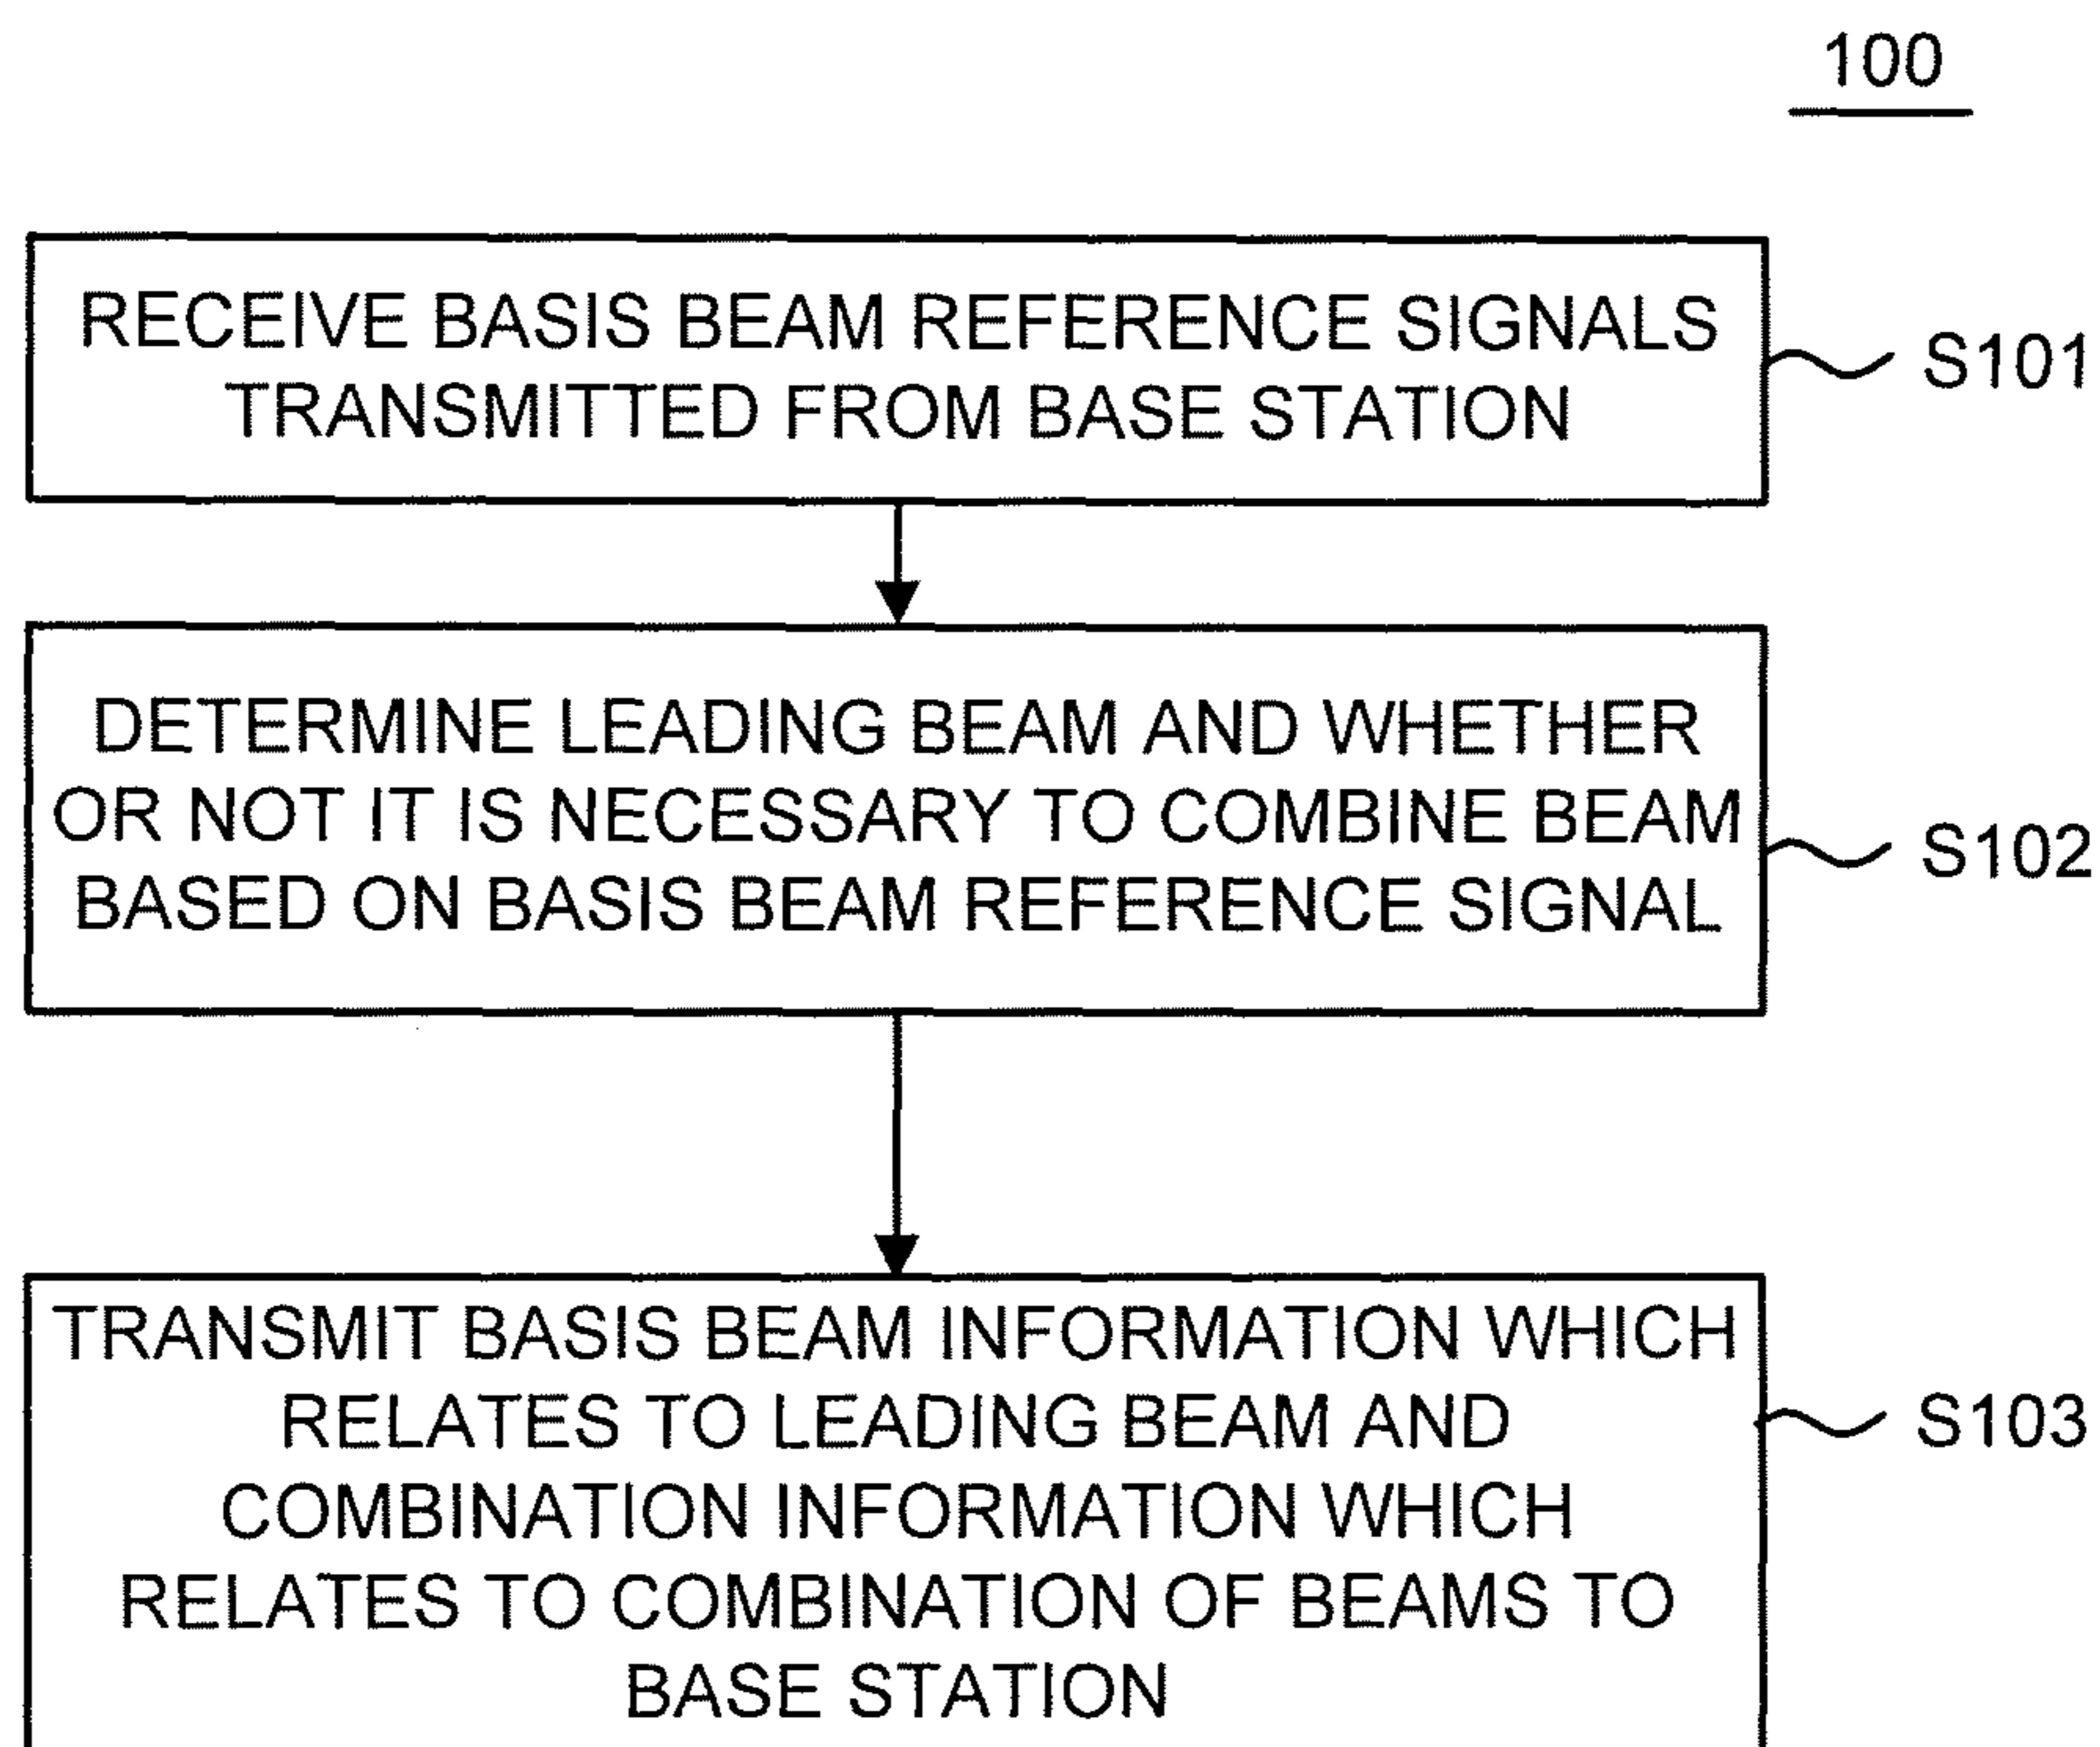 100
RECEIVE BASIS BEAM REFERENCE SIGNALS
TRANSMITTED FROM BASE STATION
S101
DETERMINE LEADING BEAM AND WHETHER
OR NOT IT IS NECESSARY TO COMBINE BEAM
BASED ON BASIS BEAM REFERENCE SIGNAL
S102
TRANSMIT BASIS BEAM INFORMATION WHICH
RELATES TO LEADING BEAM AND
COMBINATION INFORMATION WHICH
RELATES TO COMBINATION OF BEAMS TO
BASE STATION
S103